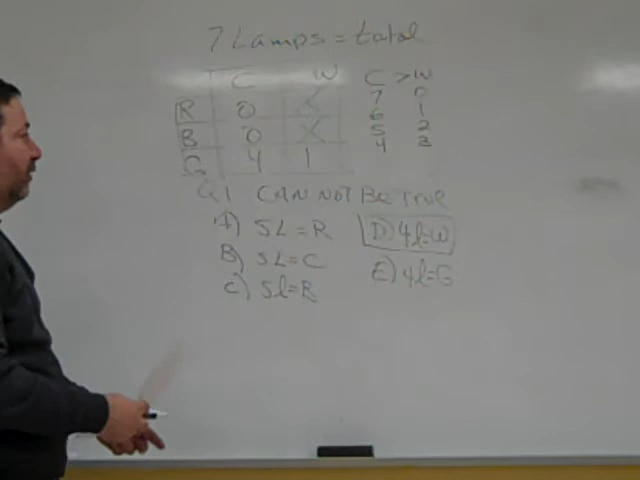 7 Lamps = total
C W C > W
R 0 7 0
B 0 X 6 1
5 2
G 4 1 4 3
Q1 CAN NOT Be True
A) 5L = R D) 4l=W
B) 5L = C E) 4l=G
C) 5l = B